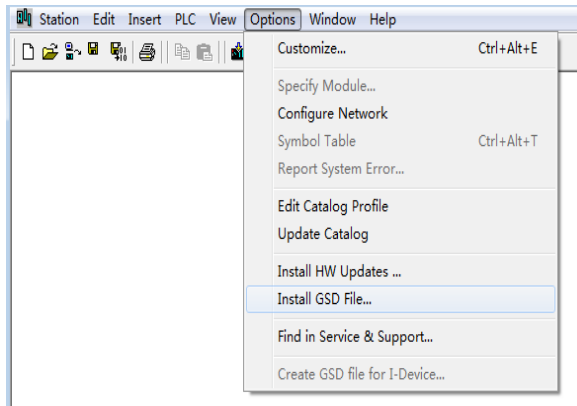 Station Edit Insert PLC View Options Window Help
Customize... Ctrl+Alt+E
Specify Module...
Configure Network
Symbol Table Ctrl+Alt+T
Report System Error...
Edit Catalog Profile
Update Catalog
Install HW Updates ...
Install GSD File...
Find in Service & Support...
Create GSD file for I-Device...